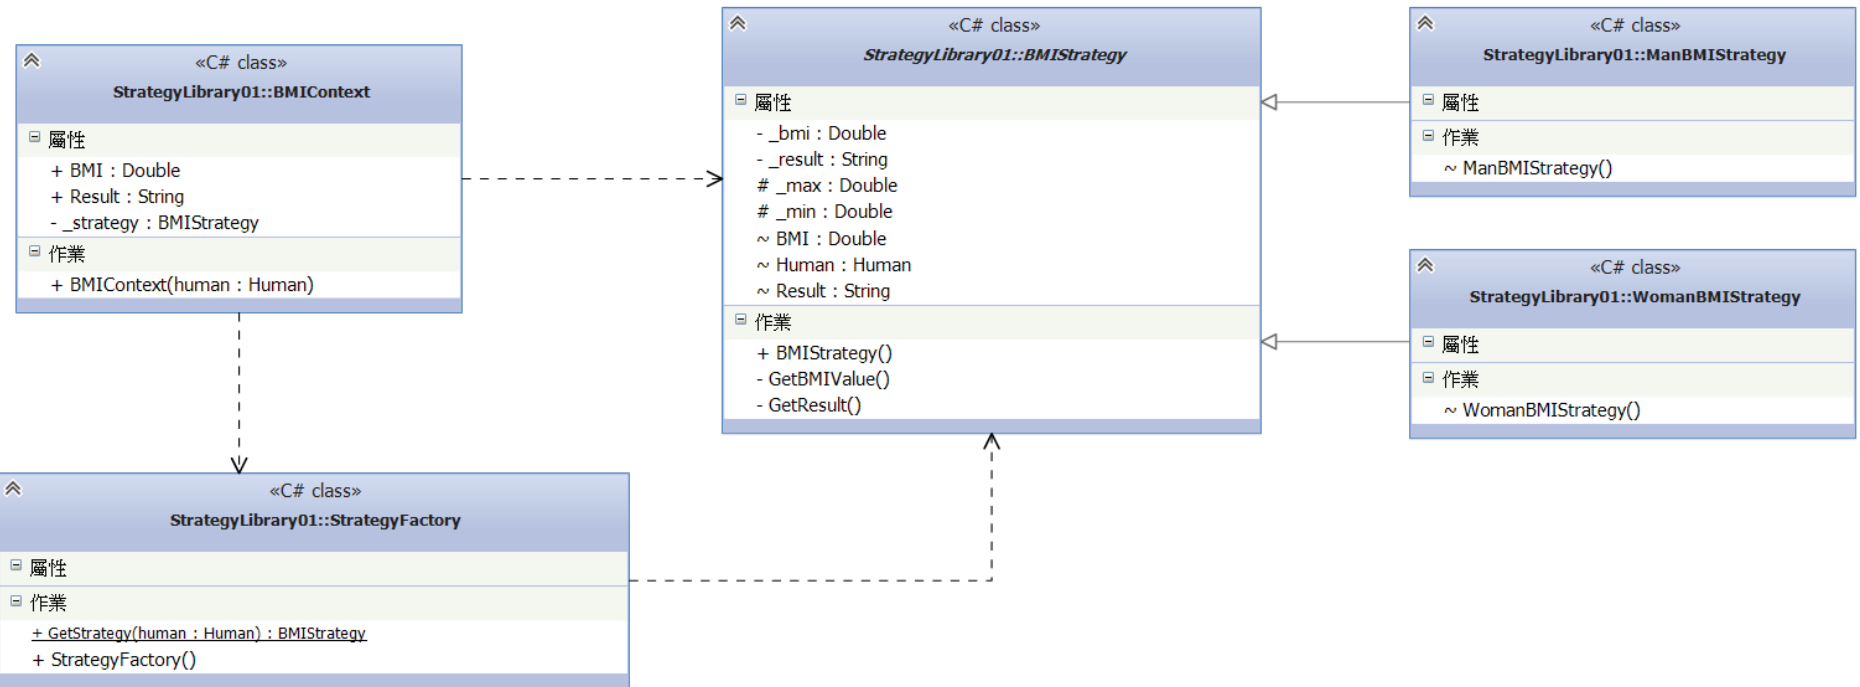 «C# class»
StrategyLibrary01::BMIContext
屬性
+ BMI : Double
+ Result : String
- _strategy : BMIStrategy
作業
+ BMIContext(human : Human)
«C# class»
StrategyLibrary01::BMIStrategy
屬性
- _bmi : Double
- _result : String
# _max : Double
# _min : Double
~ BMI : Double
~ Human : Human
~ Result : String
作業
+ BMIStrategy()
- GetBMIValue()
- GetResult()
«C# class»
StrategyLibrary01::ManBMIStrategy
屬性
作業
~ ManBMIStrategy()
«C# class»
StrategyLibrary01::WomanBMIStrategy
屬性
作業
~ WomanBMIStrategy()
«C# class»
StrategyLibrary01::StrategyFactory
屬性
作業
+ GetStrategy(human : Human) : BMIStrategy
+ StrategyFactory()